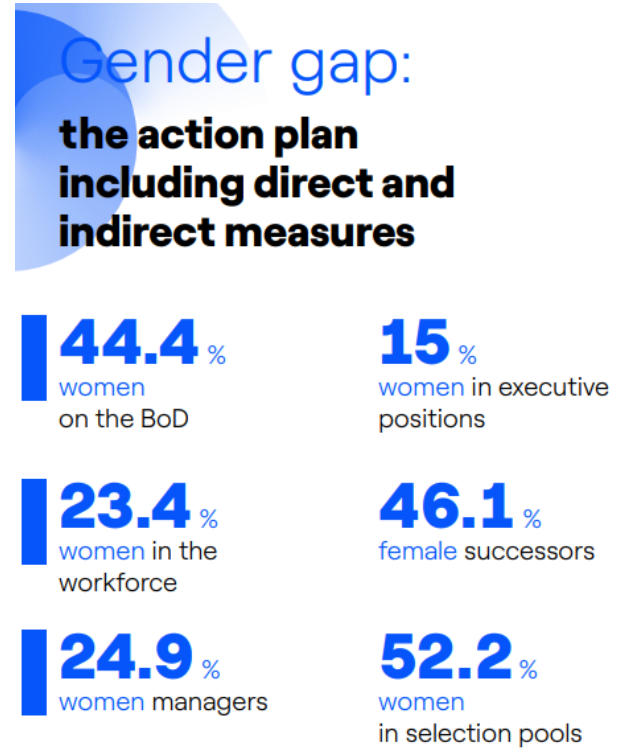 Gender gap:
the action plan
including direct and
indirect measures
44.4 %
women
on the BoD
15 %
women in executive
positions
23.4 %
women in the
workforce
46.1 %
female successors
24.9 %
women managers
52.2 %
women
in selection pools